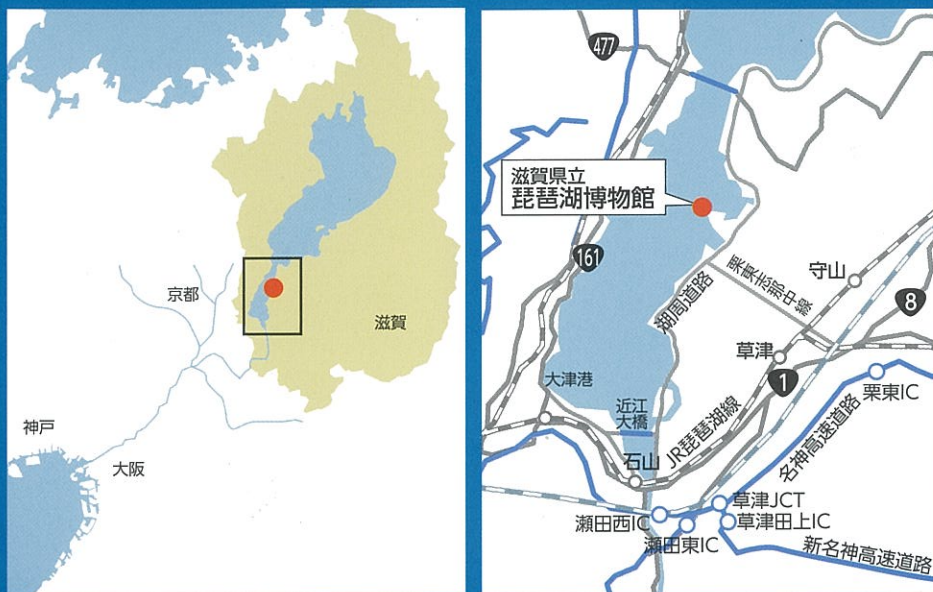 京都
滋賀
神戸
大阪
477
滋賀県立
琵琶湖博物館
161
湖周道路
栗東志那中線
守山
8
草津
1
大津港
近江
大橋
JR琵琶湖線
栗東IC
名神高速道路
石山
草津JCT
瀬田西IC
草津田上IC
瀬田東IC
新名神高速道路